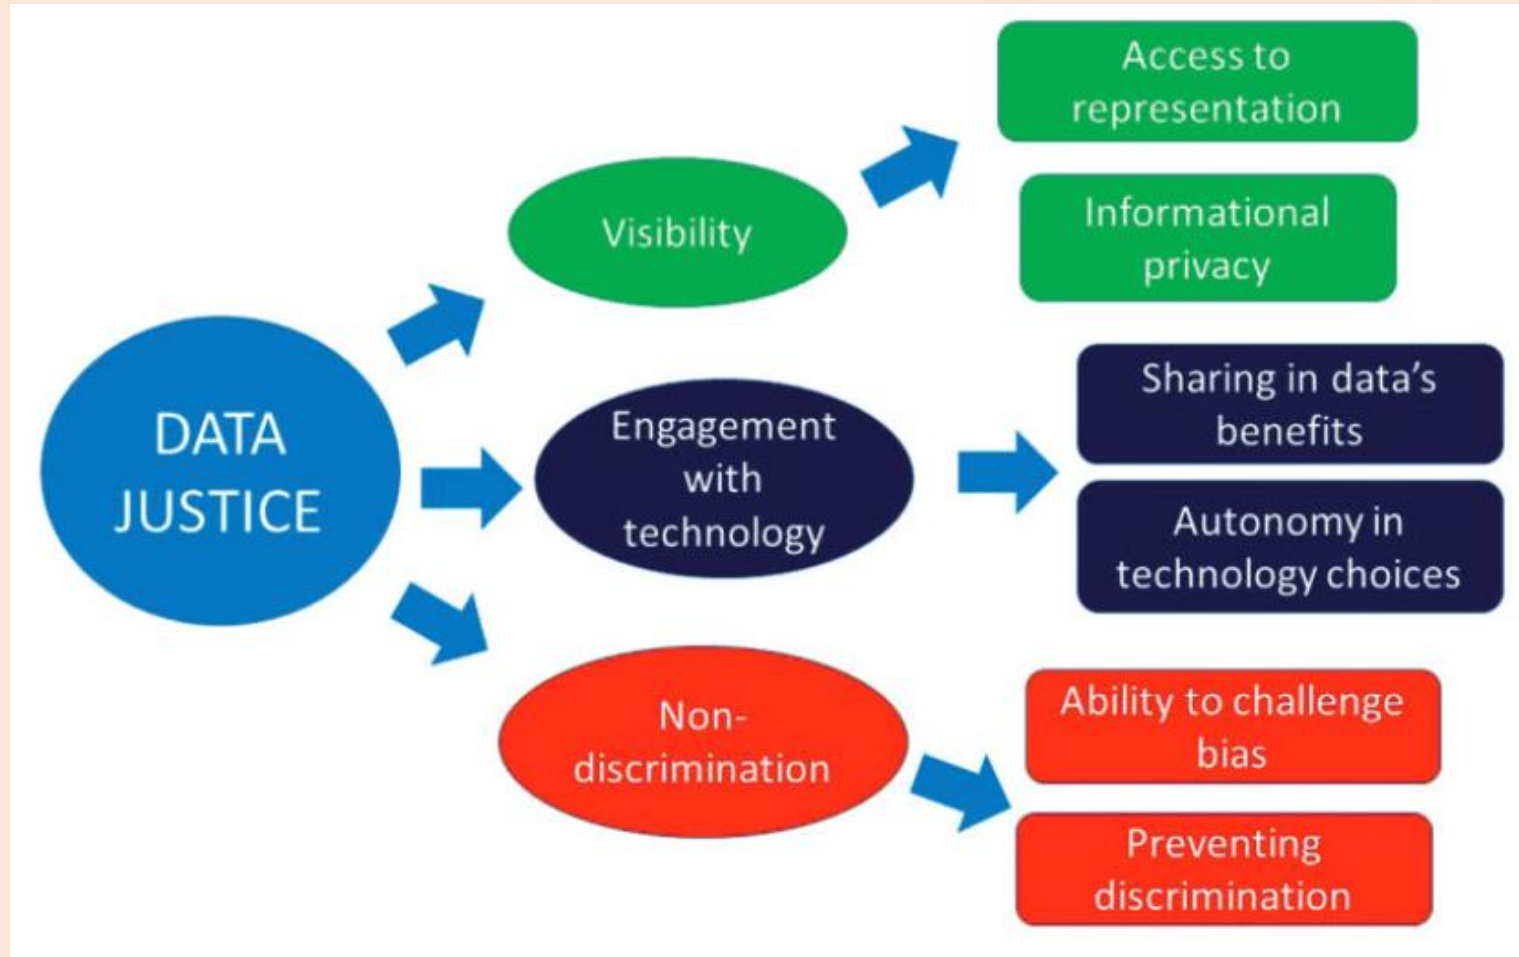 DATA
JUSTICE
Visibility
Access to
representation
Informational
privacy
Engagement
with
technology
Sharing in data’s
benefits
Autonomy in
technology choices
Non-
discrimination
Ability to challenge
bias
Preventing
discrimination